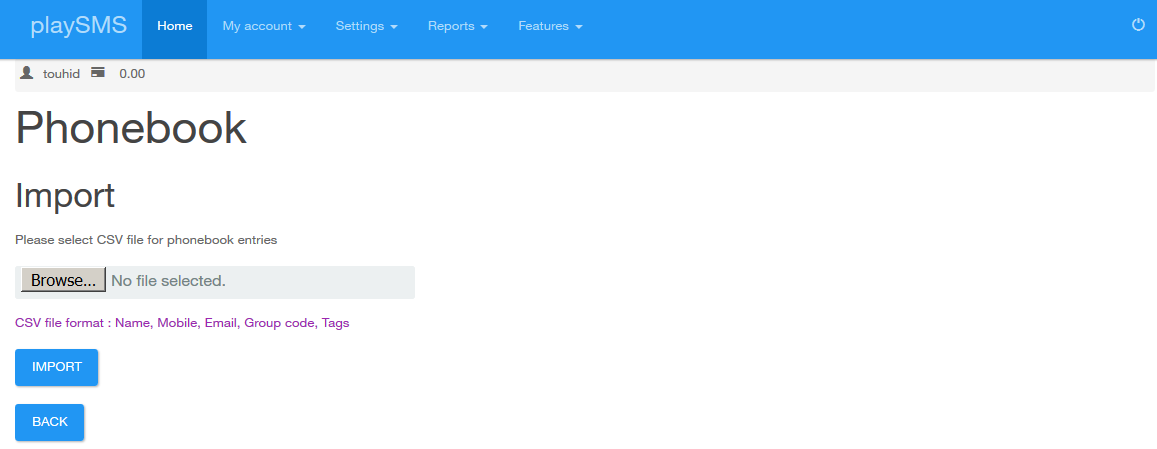 playSMS Home My account Settings Reports Features
touhid 0.00
Phonebook
Import
Please select CSV file for phonebook entries
Browse... No file selected.
CSV file format : Name, Mobile, Email, Group code, Tags
IMPORT
BACK